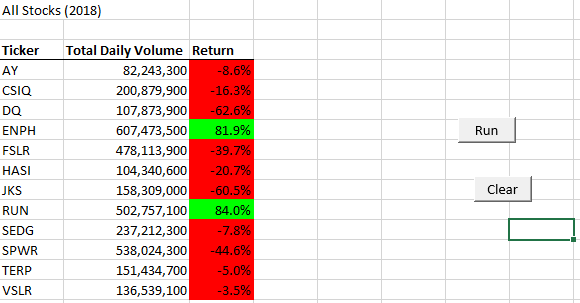 All Stocks (2018)
Ticker Total Daily Volume Return
AY 82,243,300 -8.6%
CSIQ 200,879,900 -16.3%
DQ 107,873,900 -62.6%
ENPH 607,473,500 81.9%
Run
FSLR 478,113,900 -39.7%
HASI 104,340,600 -20.7%
JKS 158,309,000 -60.5%
Clear
RUN 502,757,100 84.0%
SEDG 237,212,300 -7.8%
SPWR 538,024,300 -44.6%
TERP 151,434,700 -5.0%
VSLR 136,539,100 -3.5%